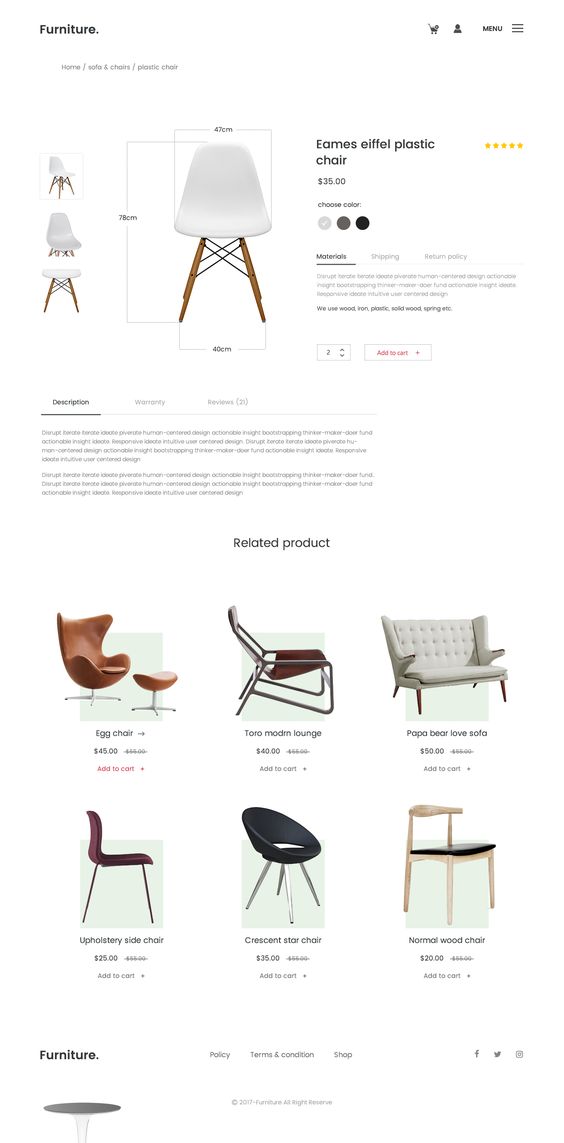 Furniture.
MENU
Home / sofa & chairs / plastic chair
47cm
78cm
40cm
Eames eiffel plastic
chair
$35.00
choose color:
Materials Shipping Return policy
Disrupt iterate iterate ideate piverate human-centered design actionable
insight bootstrapping thinker-maker-doer fund actionable insight ideate.
Responsive ideate intuitive user centered design
We use wood, iron, plastic, solid wood, spring etc.
2
Add to cart +
Description Warranty Reviews (21)
Disrupt iterate iterate ideate piverate human-centered design actionable insight bootstrapping thinker-maker-doer fund
actionable insight ideate. Responsive ideate intuitive user centered design. Disrupt iterate iterate ideate piverate hu-
man-centered design actionable insight bootstrapping thinker-maker-doer fund actionable insight ideate. Responsive
ideate intuitive user centered design
Disrupt iterate iterate ideate piverate human-centered design actionable insight bootstrapping thinker-maker-doer fund.
Disrupt iterate iterate ideate piverate human-centered design actionable insight bootstrapping thinker-maker-doer fund
actionable insight ideate. Responsive ideate intuitive user centered design
Related product
Egg chair →
$45.00 $55.00
Add to cart +
Toro modrn lounge
$40.00 $55.00
Add to cart +
Papa bear love sofa
$50.00 $55.00
Add to cart +
Upholstery side chair
$25.00 $55.00
Add to cart +
Crescent star chair
$35.00 $55.00
Add to cart +
Normal wood chair
$20.00 $55.00
Add to cart +
Furniture.
Policy Terms & condition Shop
© 2017-Furniture All Right Reserve